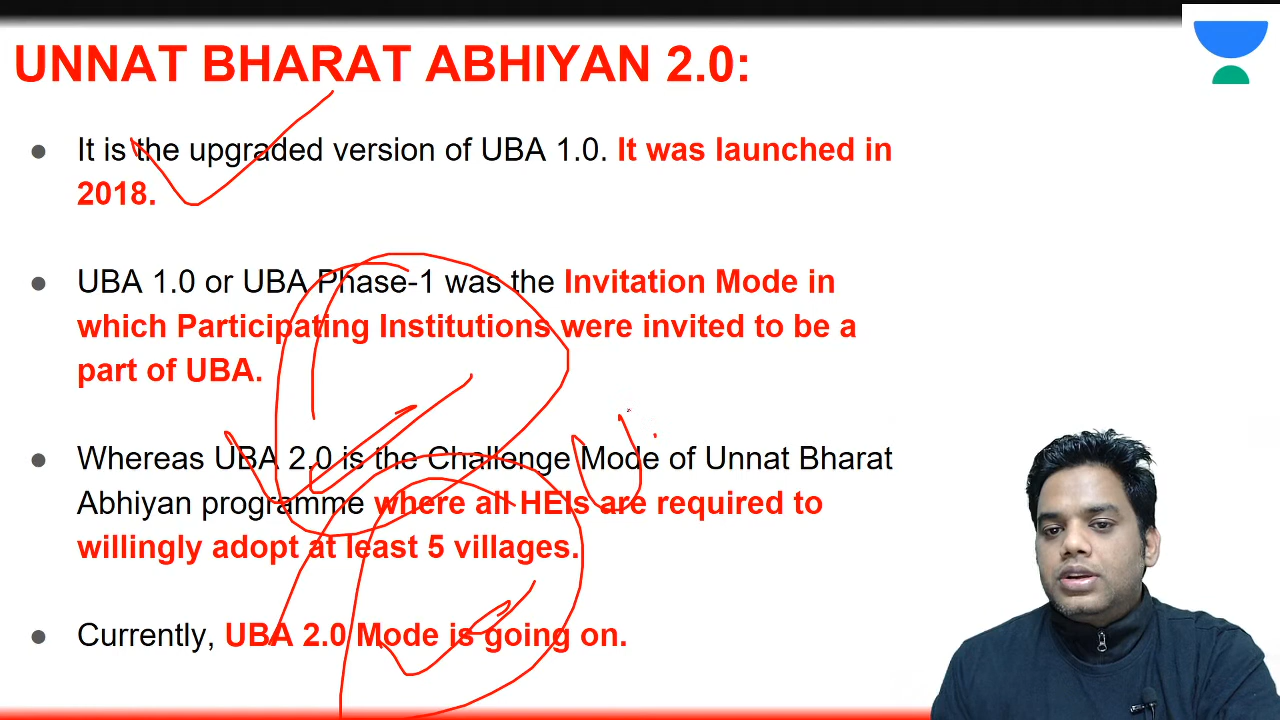 UNNAT BHARAT ABHIYAN 2.0:
● It is the upgraded version of UBA 1.0. It was launched in
2018.
● UBA 1.0 or UBA Phase-1 was the Invitation Mode in
which Participating Institutions were invited to be a
part of UBA.
● Whereas UBA 2.0 is the Challenge Mode of Unnat Bharat
Abhiyan programme where all HEIs are required to
willingly adopt at least 5 villages.
● Currently, UBA 2.0 Mode is going on.